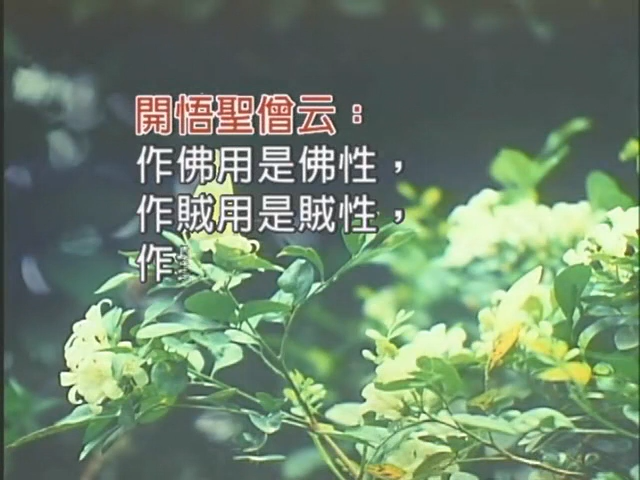 開悟聖僧云：
作佛用是佛性，
作賊用是賊性，
作